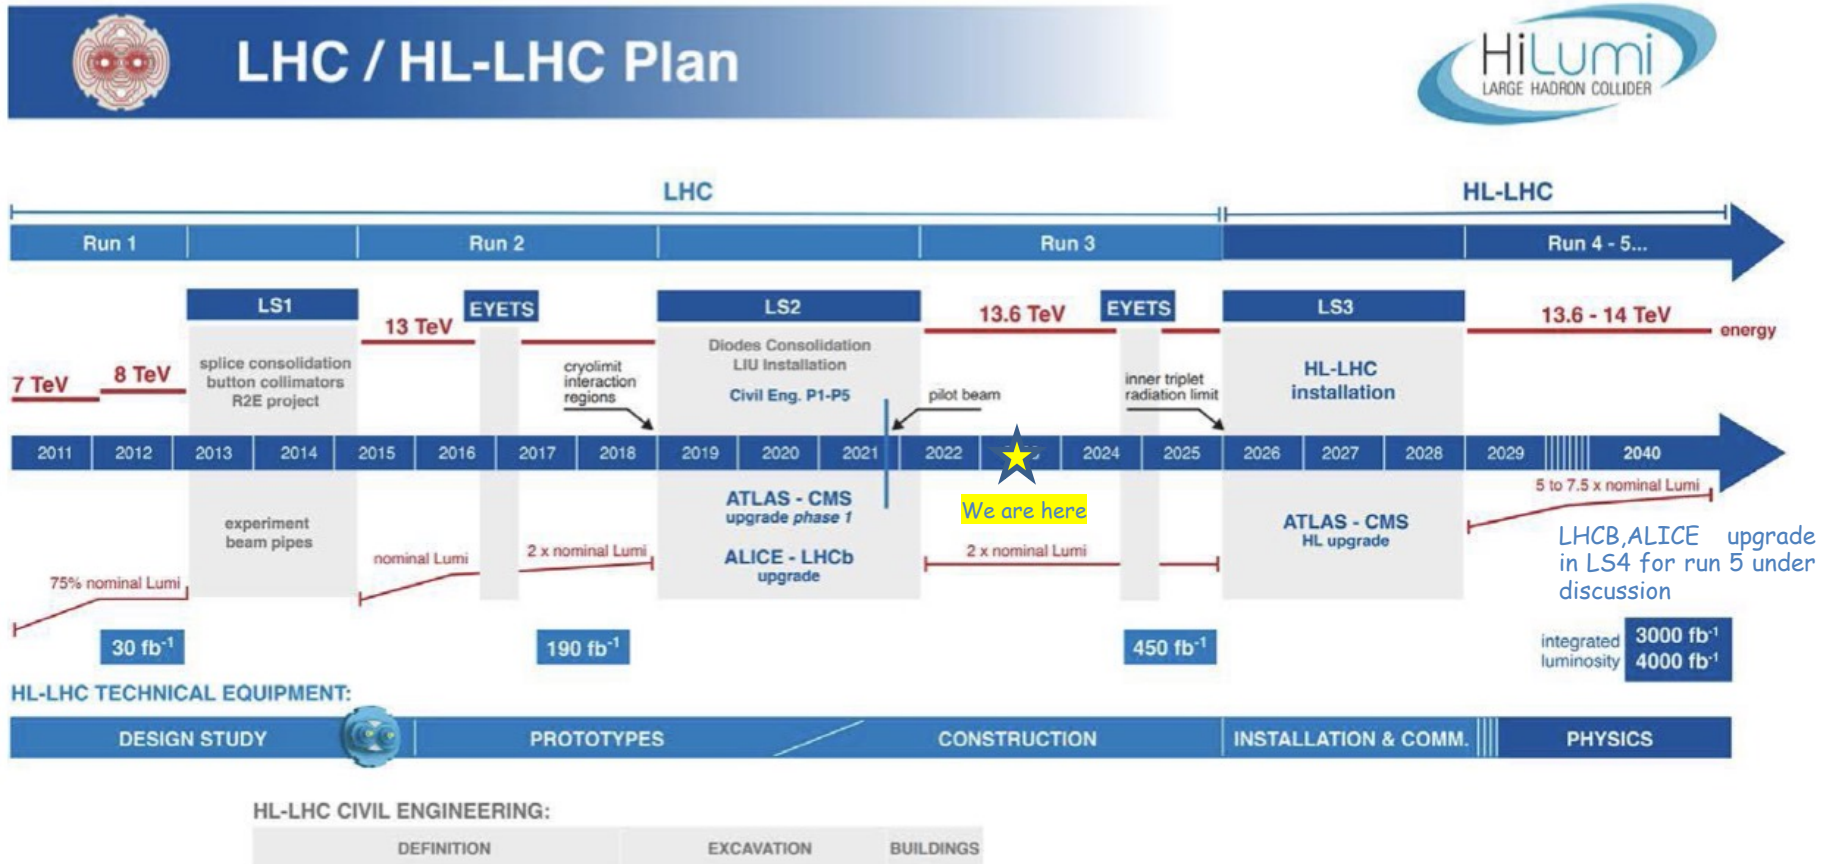 LHC / HL-LHC Plan
HiLumi
LARGE HADRON COLLIDER
LHC
HL-LHC
Run 1
Run 2
Run 3
Run 4 - 5...
LS1
EYETS
LS2
EYETS
LS3
7 TeV
8 TeV
13 TeV
13.6 TeV
13.6 - 14 TeV
energy
splice consolidation
button collimators
R2E project
cryolimit
interaction
regions
Diodes Consolidation
LIU Installation
Civil Eng. P1-P5
pilot beam
inner triplet
radiation limit
HL-LHC
installation
2011
2012
2013
2014
2015
2016
2017
2018
2019
2020
2021
2022
2024
2025
2026
2027
2028
2029
2040
We are here
experiment
beam pipes
75% nominal Lumi
nominal Lumi
2 x nominal Lumi
ATLAS - CMS
upgrade phase 1
ALICE - LHCb
upgrade
2 x nominal Lumi
ATLAS - CMS
HL upgrade
5 to 7.5 x nominal Lumi
LHCB,ALICE upgrade
in LS4 for run 5 under
discussion
30 fb⁻¹
190 fb⁻¹
450 fb⁻¹
integrated
luminosity
3000 fb⁻¹
4000 fb⁻¹
HL-LHC TECHNICAL EQUIPMENT:
DESIGN STUDY
PROTOTYPES
CONSTRUCTION
INSTALLATION & COMM.
PHYSICS
HL-LHC CIVIL ENGINEERING:
DEFINITION
EXCAVATION
BUILDINGS